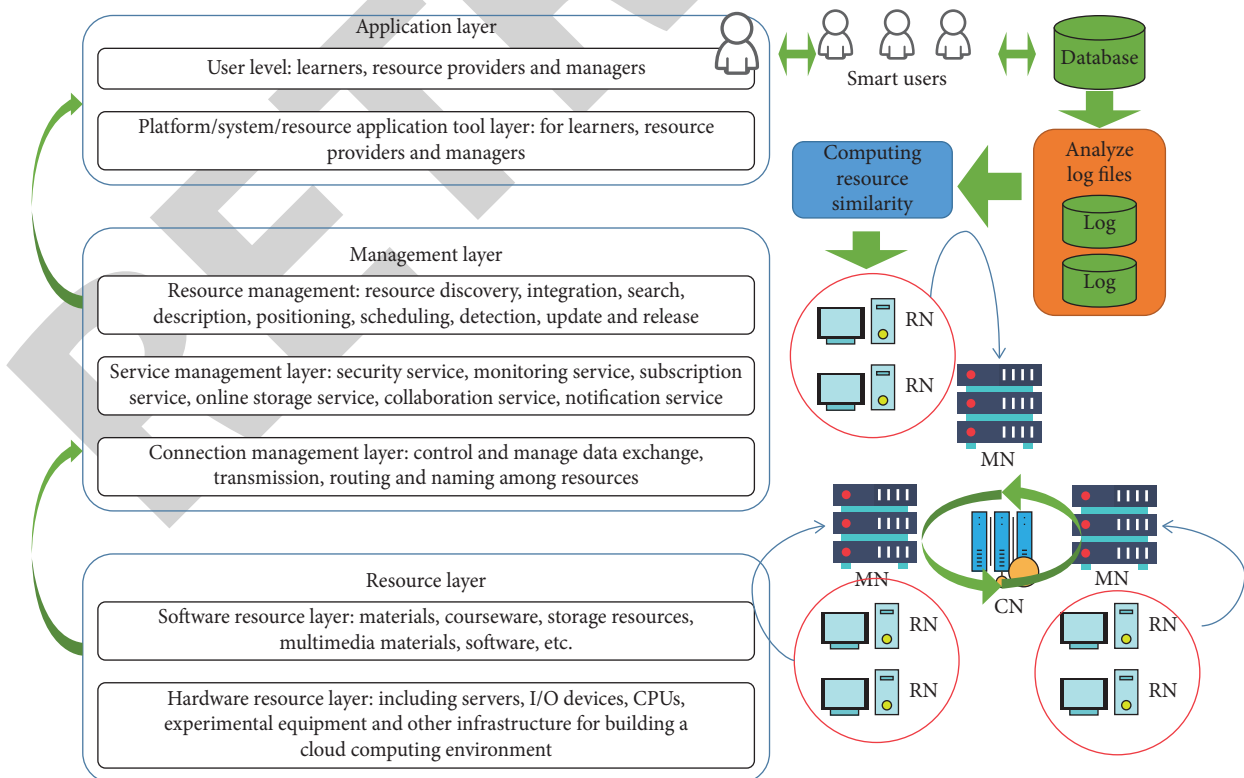 Application layer
User level: learners, resource providers and managers
Platform/system/resource application tool layer: for learners, resource
providers and managers
Management layer
Resource management: resource discovery, integration, search,
description, positioning, scheduling, detection, update and release
Service management layer: security service, monitoring service, subscription
service, online storage service, collaboration service, notification service
Connection management layer: control and manage data exchange,
transmission, routing and naming among resources
Resource layer
Software resource layer: materials, courseware, storage resources,
multimedia materials, software, etc.
Hardware resource layer: including servers, I/O devices, CPUs,
experimental equipment and other infrastructure for building a
cloud computing environment
Smart users
Database
Computing
resource
similarity
Analyze
log files
Log
Log
RN
RN
MN
MN
CN
MN
RN
RN
RN
RN